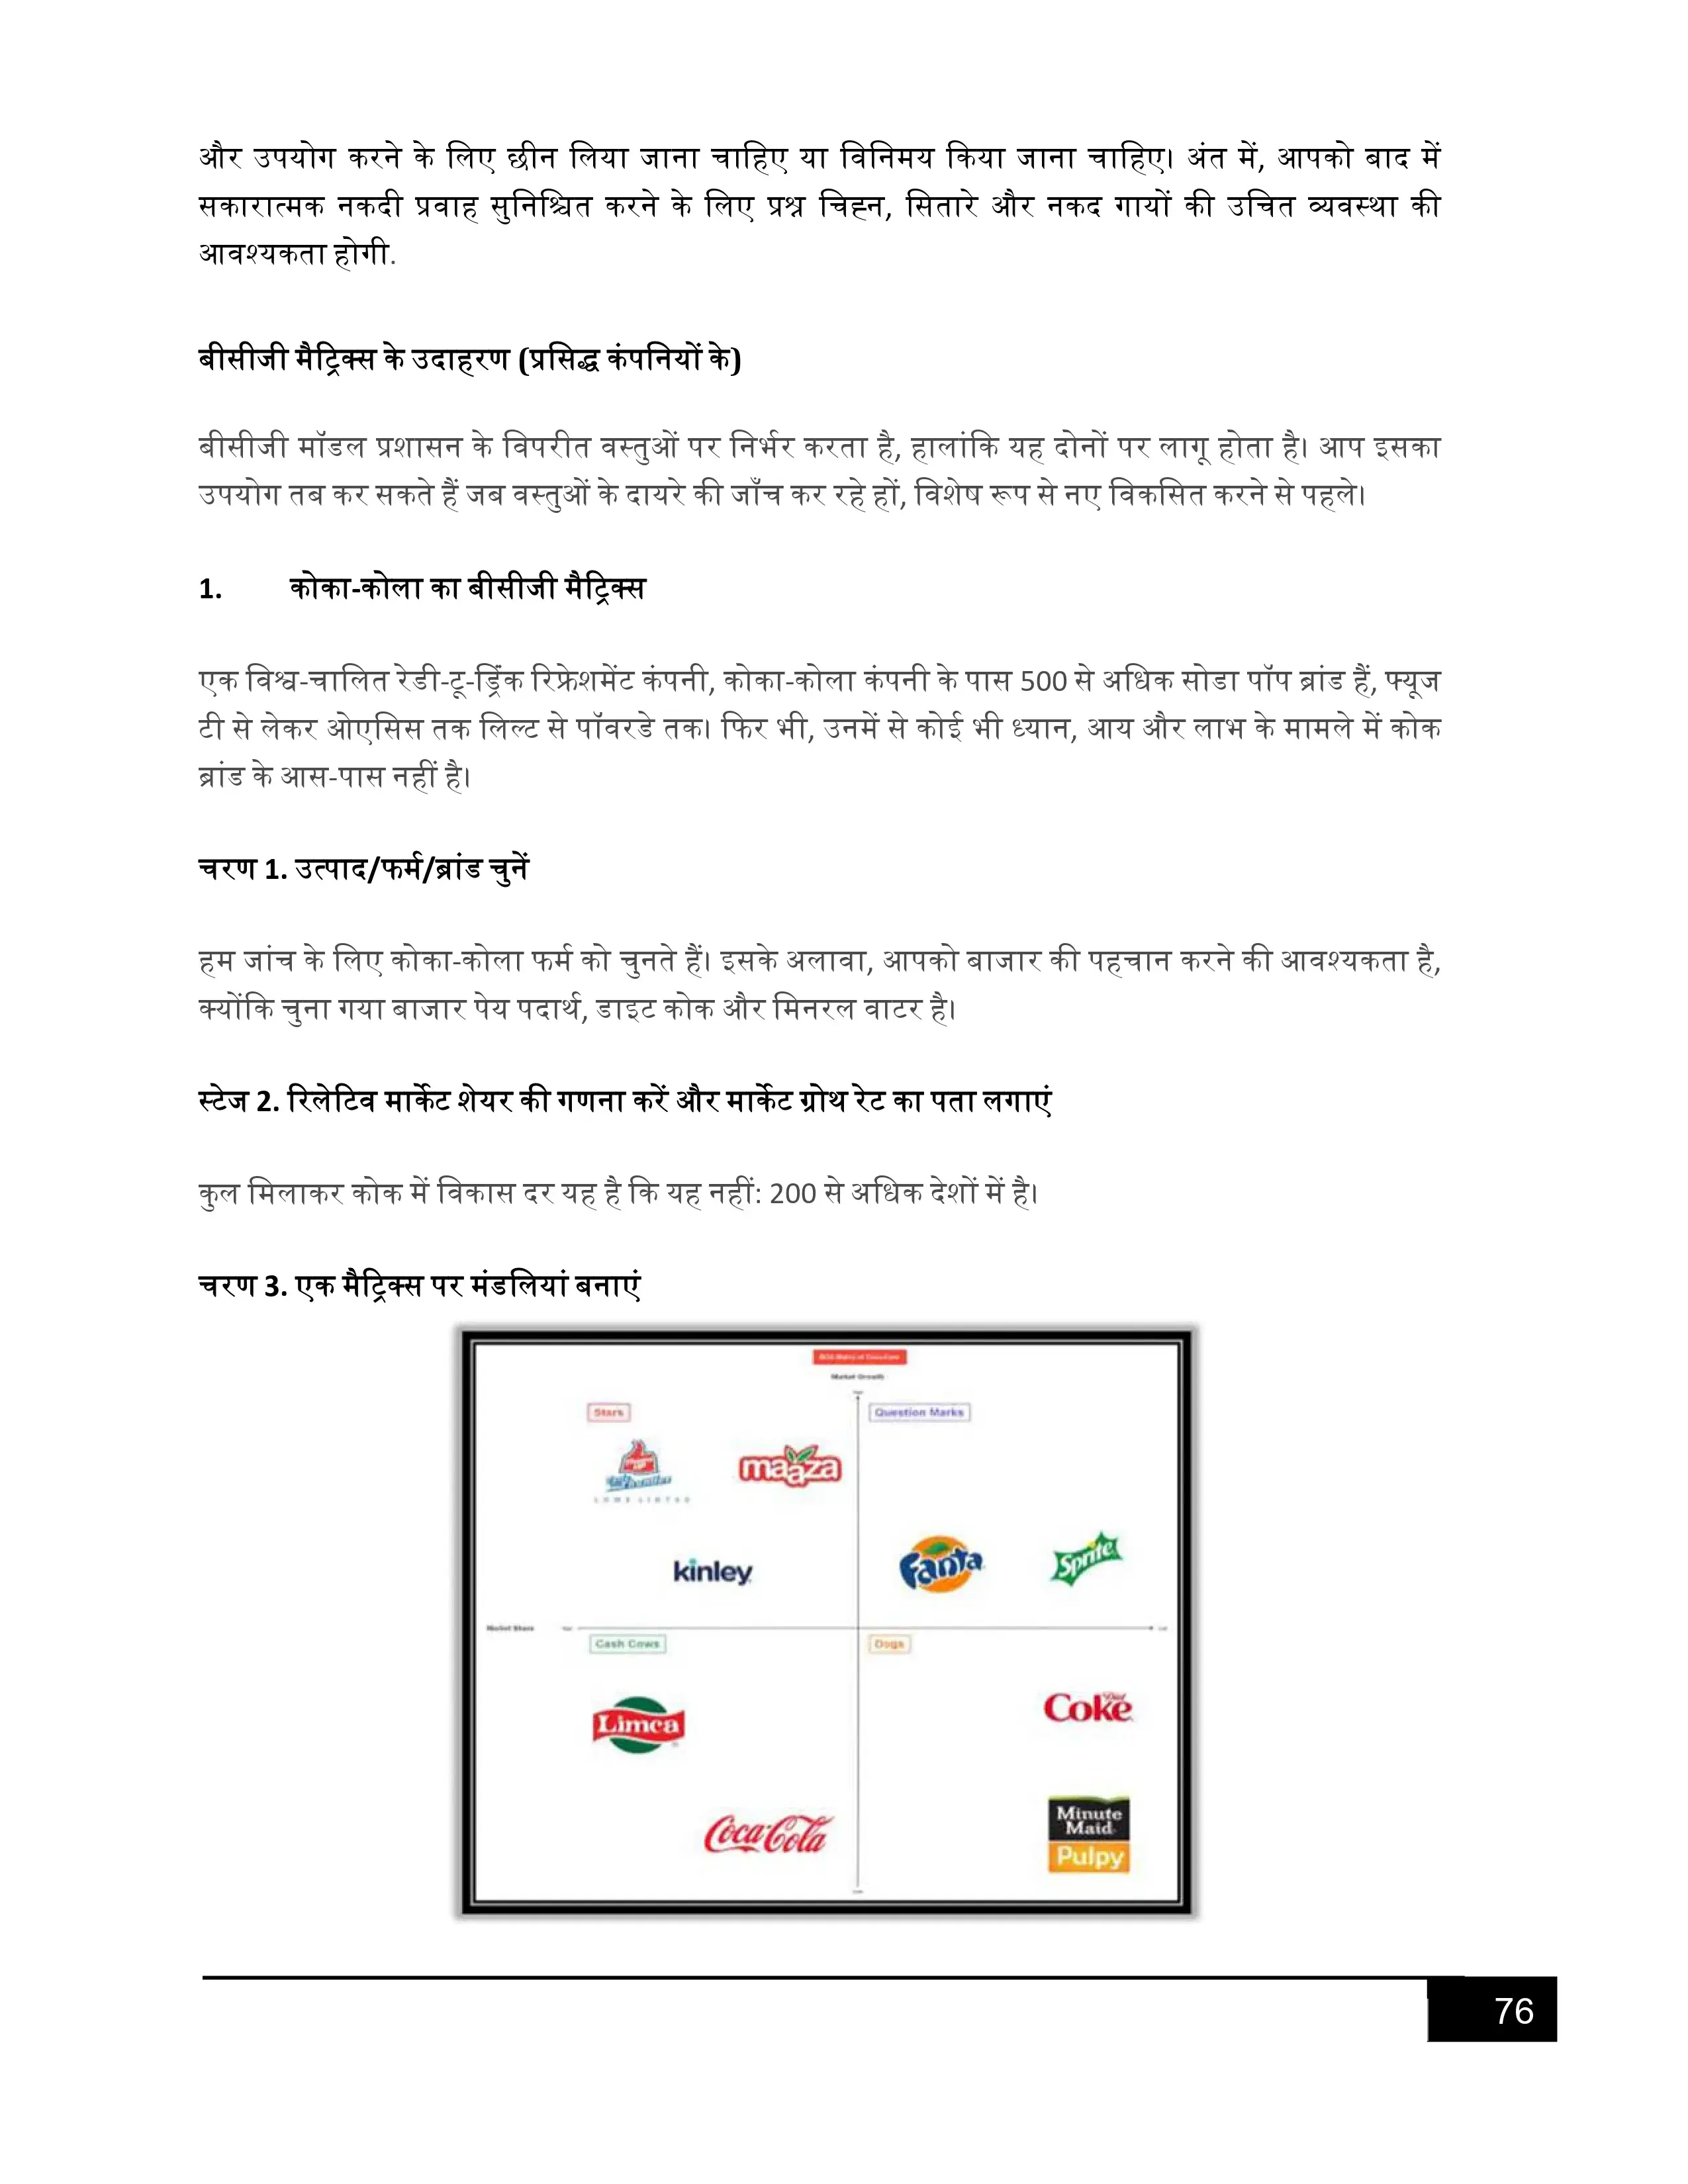 और उपयोग करने के लिए छीन लिया जाना चाहिए या विनिमय किया जाना चाहिए। अंत में, आपको बाद में
सकारात्मक नकदी प्रवाह सुनिश्चित करने के लिए प्रश्न चिह्न, सितारे और नकद गायों की उचित व्यवस्था की
आवश्यकता होगी.
बीसीजी मैट्रिक्स के उदाहरण (प्रसिद्ध कंपनियों के)
बीसीजी मॉडल प्रशासन के विपरीत वस्तुओं पर निर्भर करता है, हालांकि यह दोनों पर लागू होता है। आप इसका
उपयोग तब कर सकते हैं जब वस्तुओं के दायरे की जाँच कर रहे हों, विशेष रूप से नए विकसित करने से पहले।
1. कोका-कोला का बीसीजी मैट्रिक्स
एक विश्व-चालित रेडी-टू-ड्रिंक रिफ्रेशमेंट कंपनी, कोका-कोला कंपनी के पास 500 से अधिक सोडा पॉप ब्रांड हैं, फ्यूज
टी से लेकर ओएसिस तक लिल्ट से पॉवरडे तक। फिर भी, उनमें से कोई भी ध्यान, आय और लाभ के मामले में कोक
ब्रांड के आस-पास नहीं है।
चरण 1. उत्पाद/फर्म/ब्रांड चुनें
हम जांच के लिए कोका-कोला फर्म को चुनते हैं। इसके अलावा, आपको बाजार की पहचान करने की आवश्यकता है,
क्योंकि चुना गया बाजार पेय पदार्थ, डाइट कोक और मिनरल वाटर है।
स्टेज 2. रिलेटिव मार्केट शेयर की गणना करें और मार्केट ग्रोथ रेट का पता लगाएं
कुल मिलाकर कोक में विकास दर यह है कि यह नहीं: 200 से अधिक देशों में है।
चरण 3. एक मैट्रिक्स पर मंडलियां बनाएं
BCG Matrix of Coca-Cola
Market Growth
Stars
Question Marks
maaza
kinley
Fanta
Sprite
Market Share
Cash Cows
Dogs
Limca
Diet
Coke
Coca-Cola
Minute
Maid
Pulpy
76